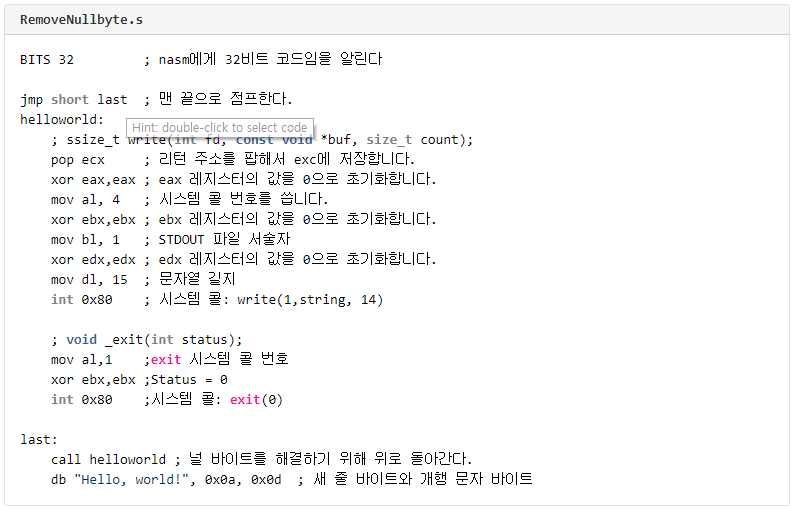 RemoveNullbyte.s
BITS 32 ; nasm에게 32비트 코드임을 알린다
jmp short last ; 맨 끝으로 점프한다.
helloworld:
Hint: double-click to select code
; ssize_t write(int fd, const void *buf, size_t count);
pop ecx ; 리턴 주소를 팝해서 exc에 저장합니다.
xor eax,eax ; eax 레지스터의 값을 0으로 초기화합니다.
mov al, 4 ; 시스템 콜 번호를 씁니다.
xor ebx,ebx ; ebx 레지스터의 값을 0으로 초기화합니다.
mov bl, 1 ; STDOUT 파일 서술자
xor edx,edx ; edx 레지스터의 값을 0으로 초기화합니다.
mov dl, 15 ; 문자열 길지
int 0x80 ; 시스템 콜: write(1,string, 14)
; void _exit(int status);
mov al,1 ;exit 시스템 콜 번호
xor ebx,ebx ;Status = 0
int 0x80 ;시스템 콜: exit(0)
last:
call helloworld ; 널 바이트를 해결하기 위해 위로 돌아간다.
db "Hello, world!", 0x0a, 0x0d ; 새 줄 바이트와 개행 문자 바이트